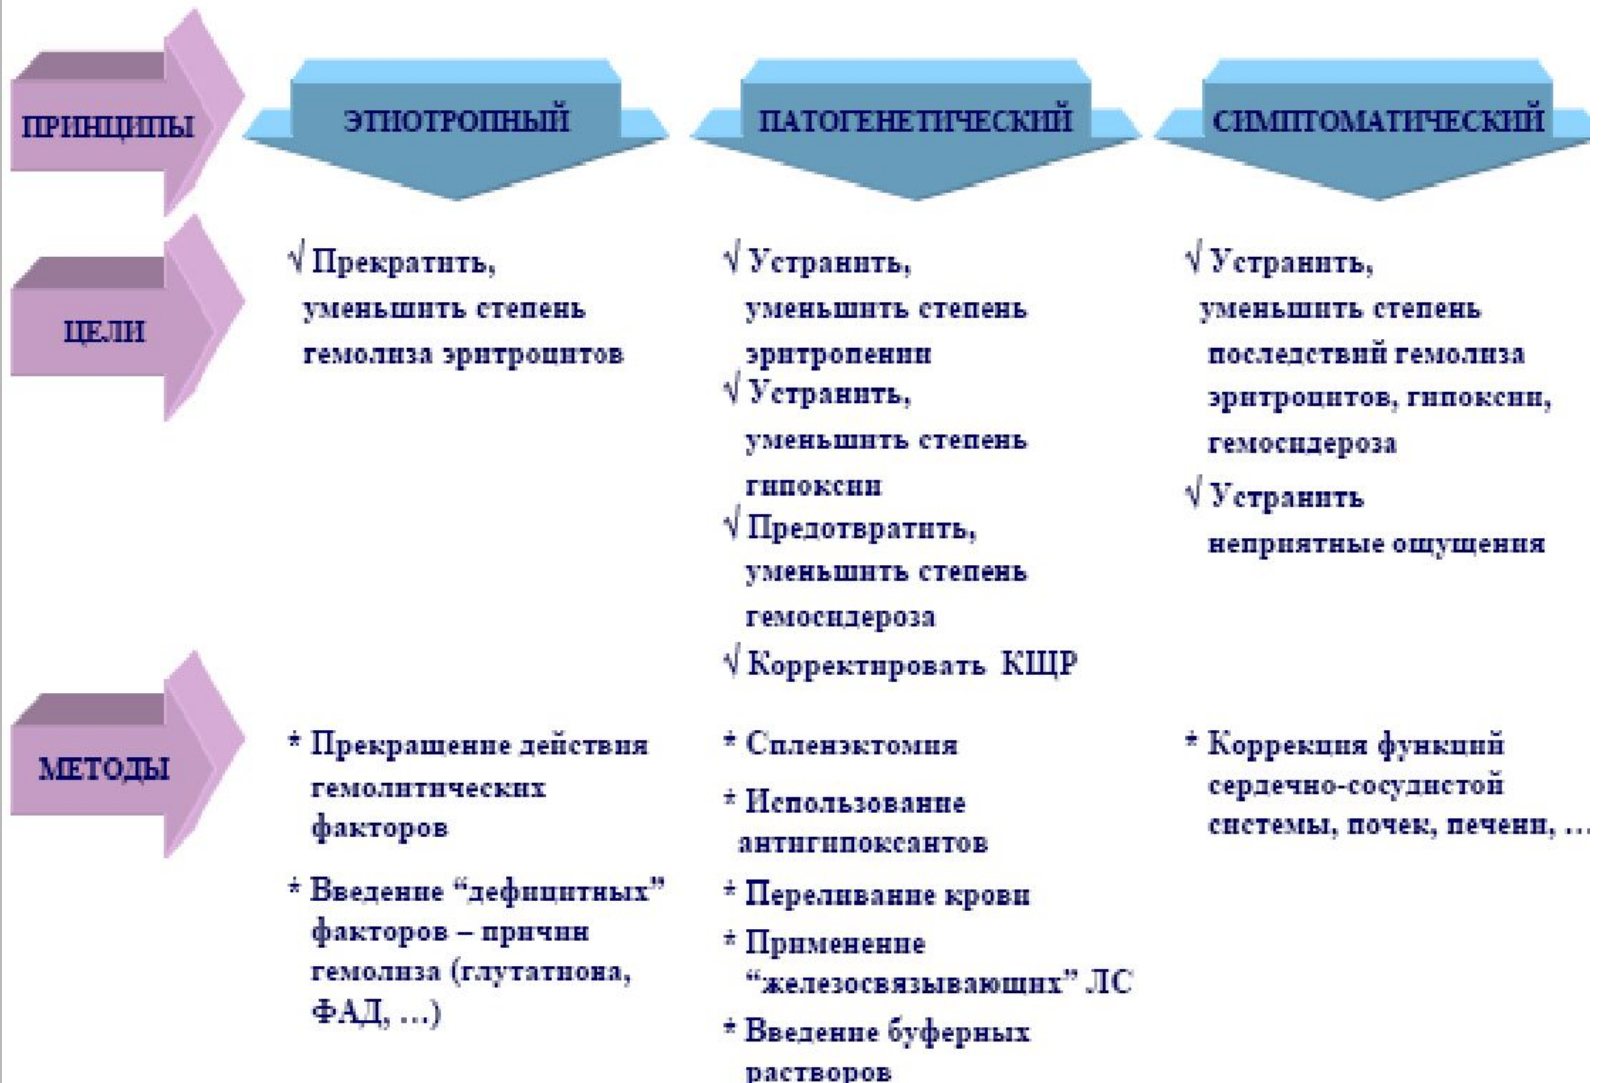 ПРИНЦИПЫ
ЭТИОТРОПНЫЙ
ПАТОГЕНЕТИЧЕСКИЙ
СИМПТОМАТИЧЕСКИЙ
ЦЕЛИ
√ Прекратить,
уменьшить степень
гемолиза эритроцитов
√ Устранить,
уменьшить степень
эритропении
√ Устранить,
уменьшить степень
гипоксии
√ Предотвратить,
уменьшить степень
гемосидероза
√ Корректировать КЩР
√ Устранить,
уменьшить степень
последствий гемолиза
эритроцитов, гипоксии,
гемосидероза
√ Устранить
неприятные ощущения
МЕТОДЫ
* Прекращение действия
гемолитических
факторов
* Введение “дефицитных”
факторов – причин
гемолиза (глутатиона,
ФАД, ...)
* Спленэктомия
* Использование
антигипоксантов
* Переливание крови
* Применение
“железосвязывающих” ЛС
* Введение буферных
растворов
* Коррекция функций
сердечно-сосудистой
системы, почек, печени, ...